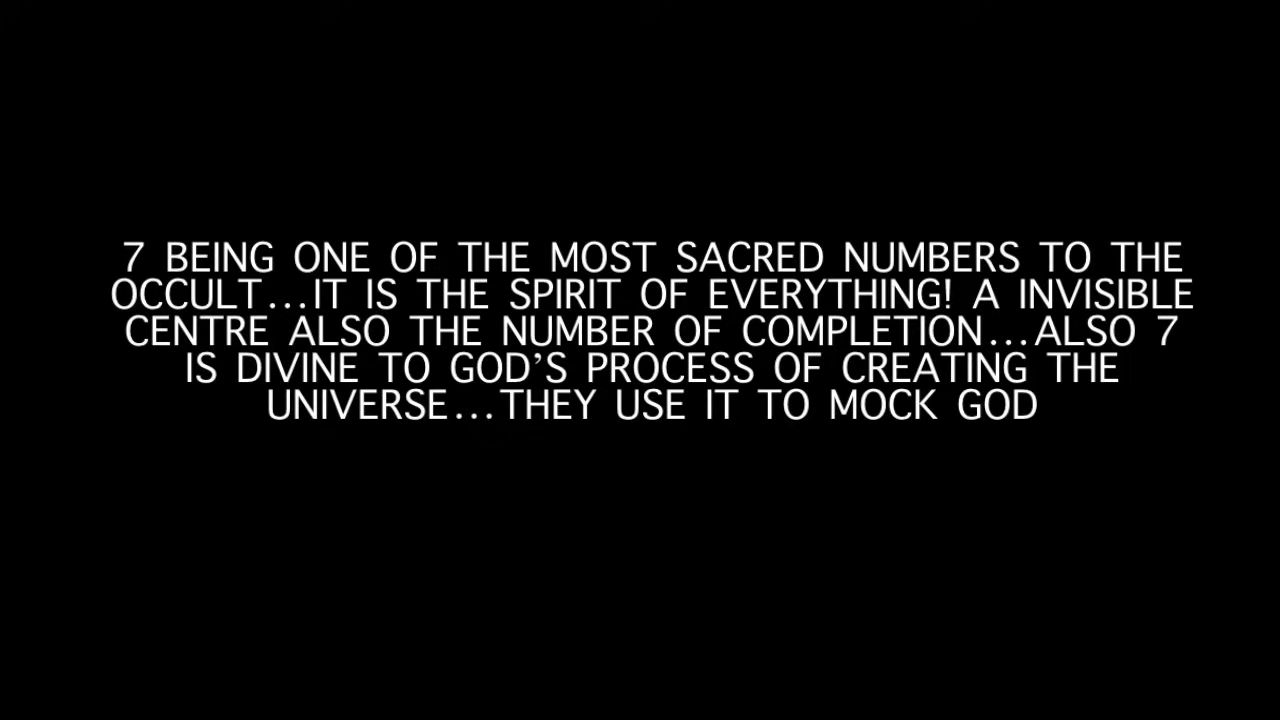 7 BEING ONE OF THE MOST SACRED NUMBERS TO THE
OCCULT...IT IS THE SPIRIT OF EVERYTHING! A INVISIBLE
CENTRE ALSO THE NUMBER OF COMPLETION...ALSO 7
IS DIVINE TO GOD’S PROCESS OF CREATING THE
UNIVERSE...THEY USE IT TO MOCK GOD